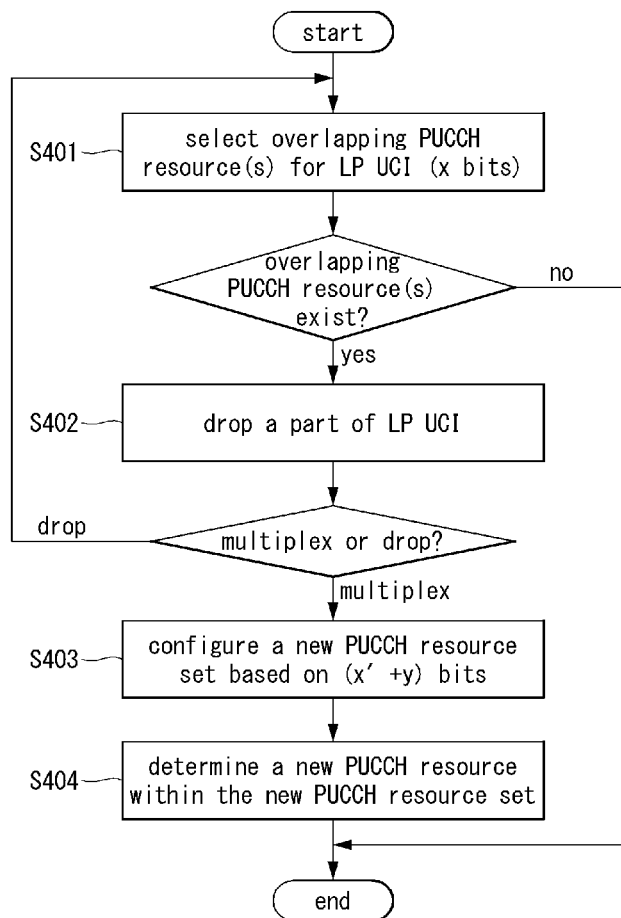 start
S401
select overlapping PUCCH
resource(s) for LP UCI (x bits)
overlapping
PUCCH resource(s)
exist?
no
yes
S402
drop a part of LP UCI
drop
multiplex or drop?
multiplex
S403
configure a new PUCCH resource
set based on (x′ +y) bits
S404
determine a new PUCCH resource
within the new PUCCH resource set
end